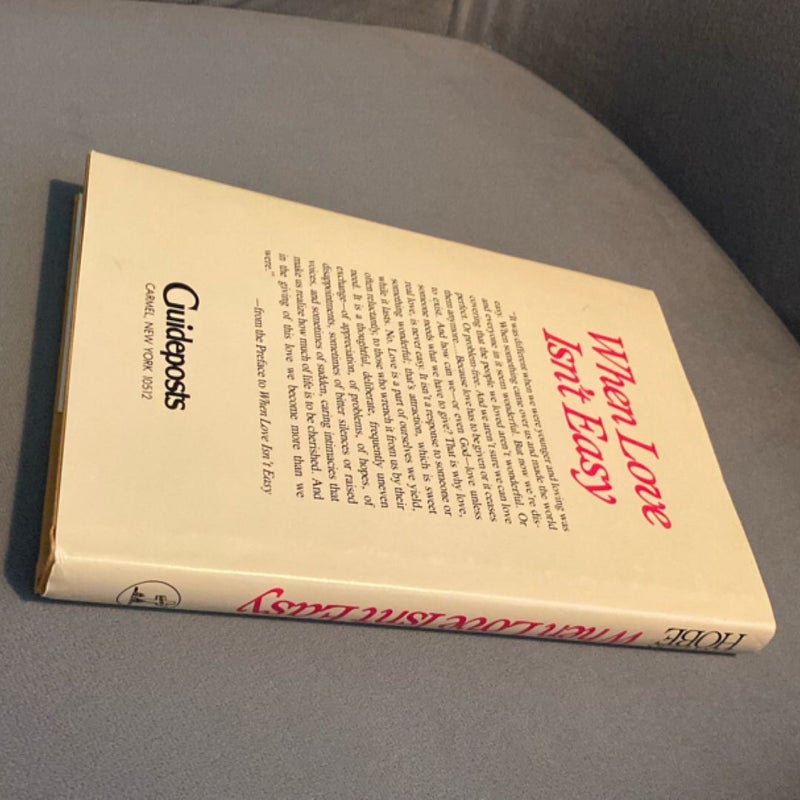 When Love
Isn't Easy
"It was different when we were younger and loving was
easy. When something came over us and made the world
and everyone in it seem wonderful. But now we're dis-
covering that the people we loved aren't wonderful. Or
perfect. Or problem-free. And we aren't sure we can love
them anymore.... Because love has to be given or it ceases
to exist. And how can we—or even God—love unless
someone needs what we have to give? That is why love,
real love, is never easy. It isn't a response to someone or
something wonderful; that's attraction, which is sweet
while it lasts. No. Love is a part of ourselves we yield,
often reluctantly, to those who wrench it from us by their
need. It is a thoughtful, deliberate, frequently uneven
exchange—of appreciation, of problems, of hopes, of
disappointments, sometimes of bitter silences or raised
voices, and sometimes of sudden, caring intimacies that
make us realize how much of life is to be cherished. And
in the giving of this love we become more than we
were."
—from the Preface to When Love Isn't Easy
Guideposts
CARMEL, NEW YORK 10512
HOBE
When Love Isn't Easy